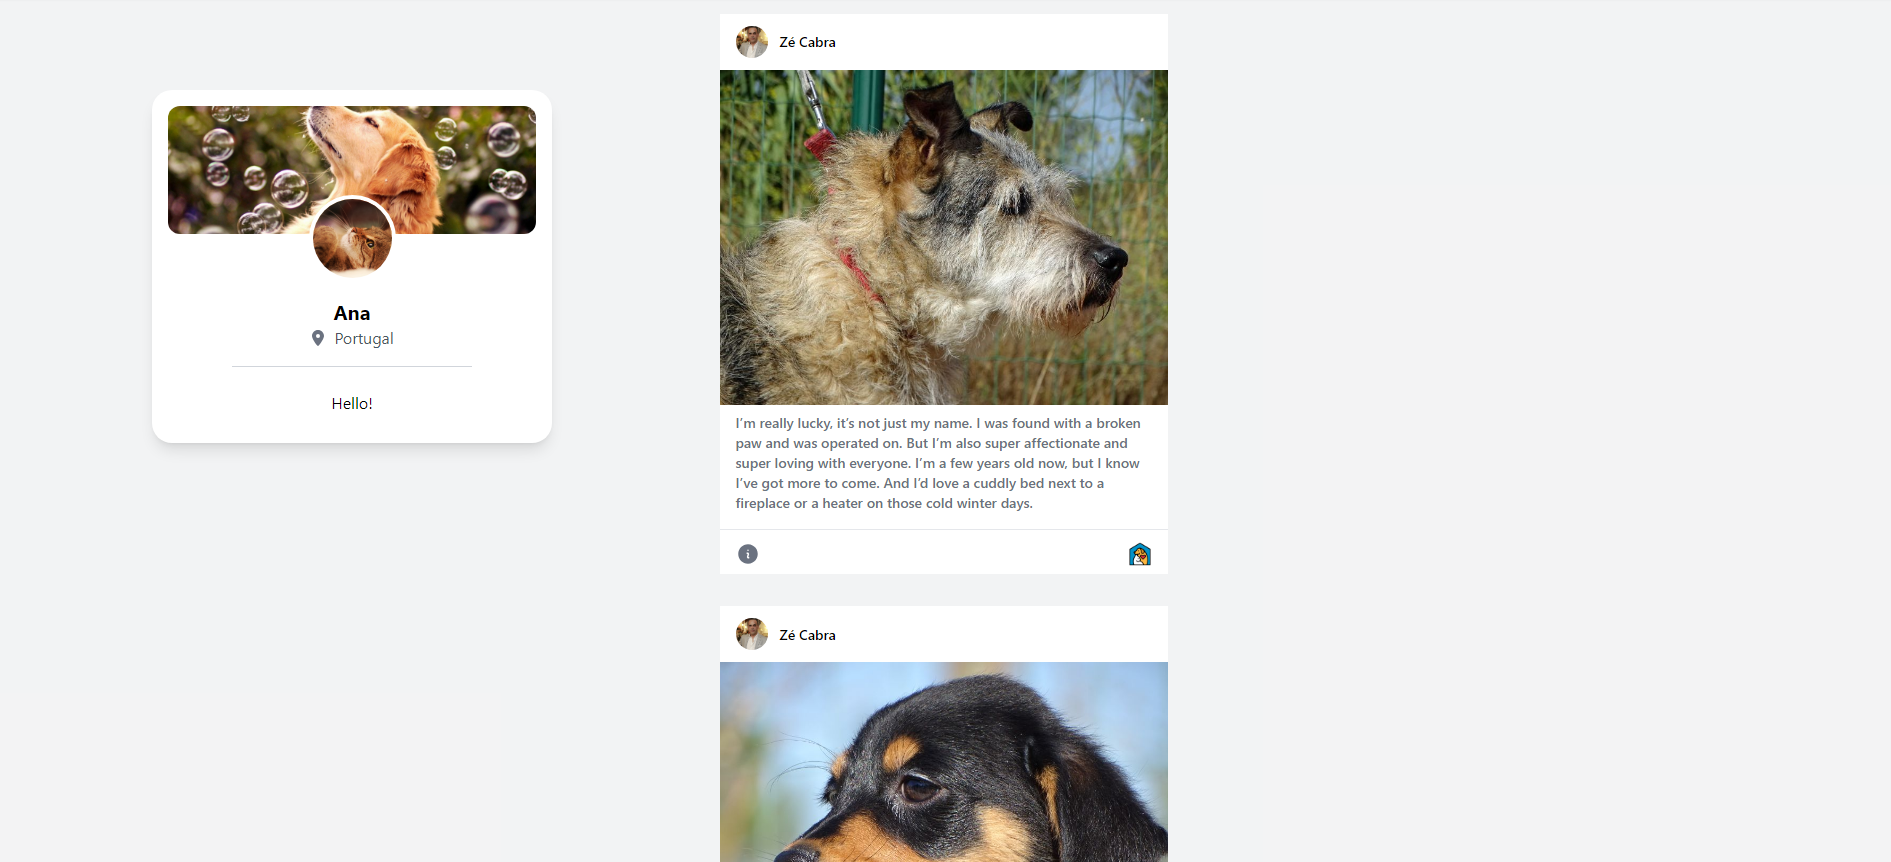 Ana
Portugal
Hello!
Zé Cabra
I’m really lucky, it’s not just my name. I was found with a broken
paw and was operated on. But I’m also super affectionate and
super loving with everyone. I’m a few years old now, but I know
I’ve got more to come. And I’d love a cuddly bed next to a
fireplace or a heater on those cold winter days.
Zé Cabra